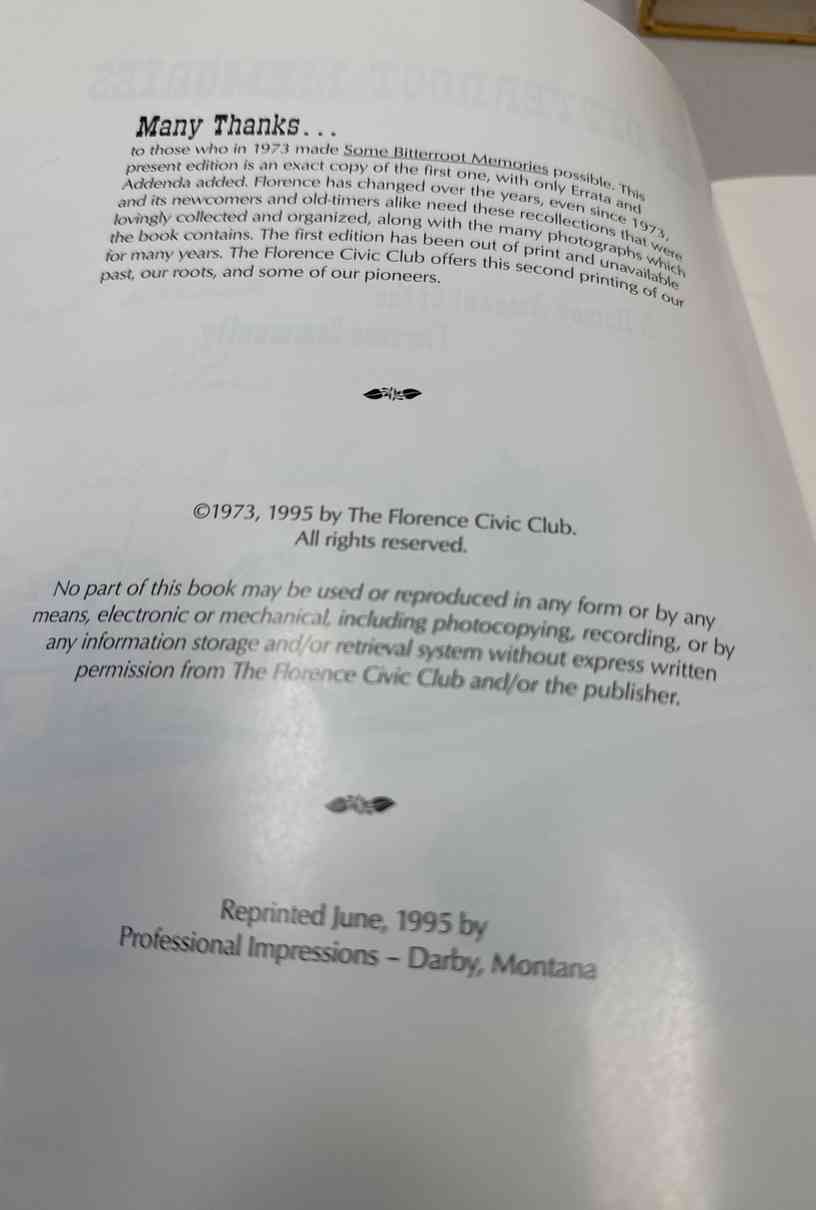 Many Thanks...
to those who in 1973 made Some Bitterroot Memories possible. This
present edition is an exact copy of the first one, with only Errata and
Addenda added. Florence has changed over the years, even since 1973,
and its newcomers and old-timers alike need these recollections that were
lovingly collected and organized, along with the many photographs which
the book contains. The first edition has been out of print and unavailable
for many years. The Florence Civic Club offers this second printing of our
past, our roots, and some of our pioneers.
©1973, 1995 by The Florence Civic Club.
All rights reserved.
No part of this book may be used or reproduced in any form or by any
means, electronic or mechanical, including photocopying, recording, or by
any information storage and/or retrieval system without express written
permission from The Florence Civic Club and/or the publisher.
Reprinted June, 1995 by
Professional Impressions – Darby, Montana